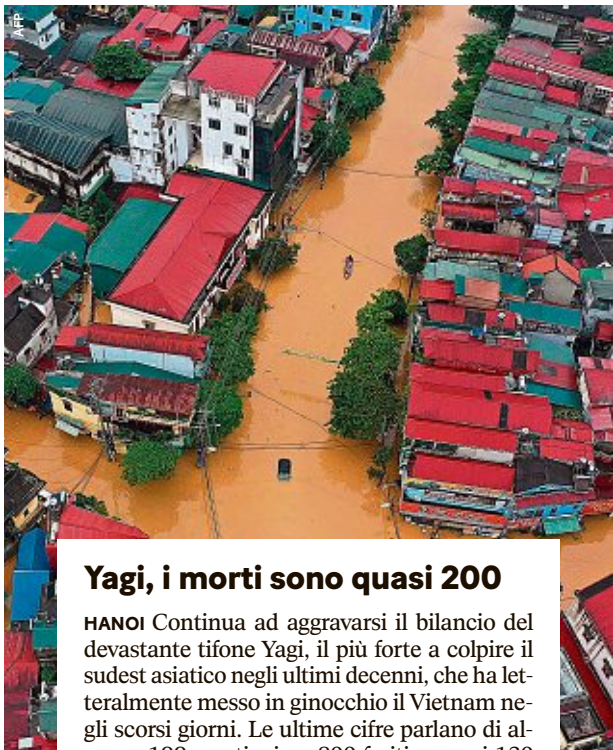 AFP
Yagi, i morti sono quasi 200
HANOI Continua ad aggravarsi il bilancio del
devastante tifone Yagi, il più forte a colpire il
sudest asiatico negli ultimi decenni, che ha let-
teralmente messo in ginocchio il Vietnam ne-
gli scorsi giorni. Le ultime cifre parlano di al-